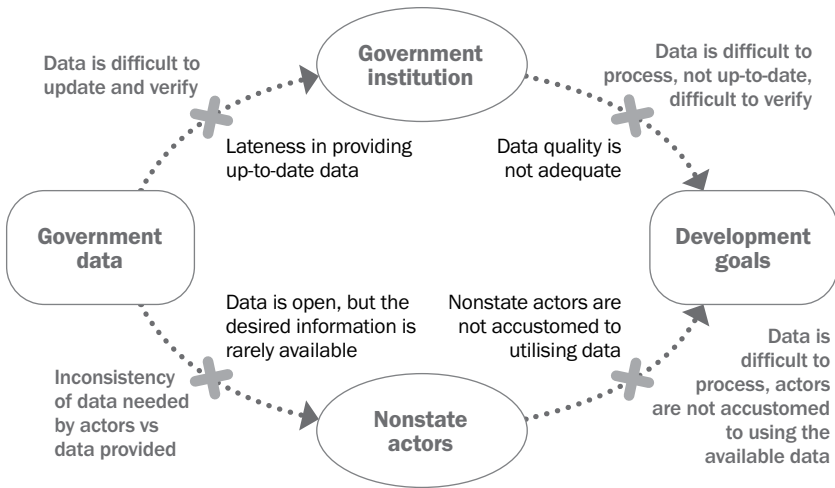 Data is difficult to
update and verify
Government
institution
Data is difficult to
process, not up-to-date,
difficult to verify
Lateness in providing
up-to-date data
Data quality is
not adequate
Government
data
Development
goals
Data is open, but the
desired information is
rarely available
Nonstate actors are
not accustomed to
utilising data
Inconsistency
of data needed
by actors vs
data provided
Nonstate
actors
Data is
difficult to
process, actors
are not accustomed
to using the
available data